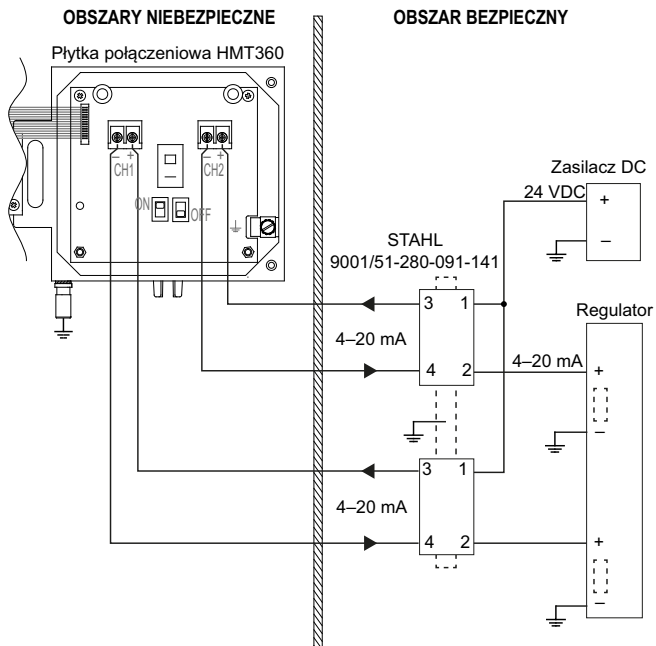 OBSZARY NIEBEZPIECZNE
OBSZAR BEZPIECZNY
Płytka połączeniowa HMT360
– +
CH1
– +
CH2
ON
OFF
Zasilacz DC
24 VDC
+
–
STAHL
9001/51-280-091-141
3 1
4–20 mA
4 2
4–20 mA
Regulator
+
–
3 1
4–20 mA
4 2
+
–